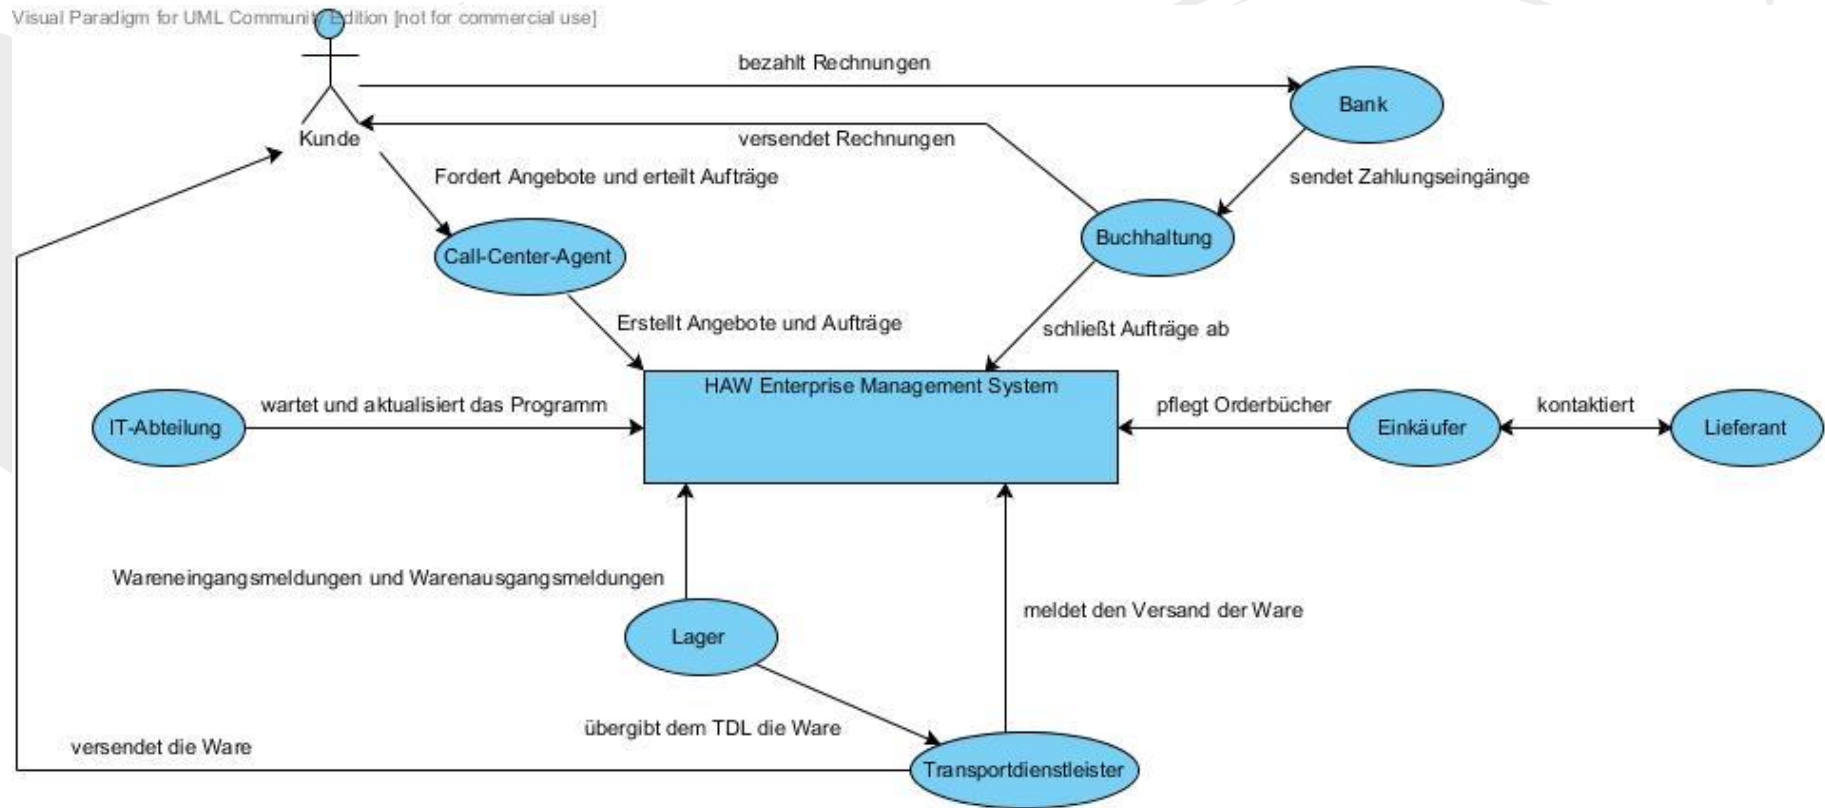 Visual Paradigm for UML Community Edition [not for commercial use]
bezahlt Rechnungen
Bank
Kunde
versendet Rechnungen
Fordert Angebote und erteilt Aufträge
sendet Zahlungseingänge
Call-Center-Agent
Buchhaltung
Erstellt Angebote und Aufträge
schließt Aufträge ab
HAW Enterprise Management System
IT-Abteilung
wartet und aktualisiert das Programm
pflegt Orderbücher
Einkäufer
kontaktiert
Lieferant
Wareneingangsmeldungen und Warenausgangsmeldungen
meldet den Versand der Ware
Lager
übergibt dem TDL die Ware
versendet die Ware
Transportdienstleister